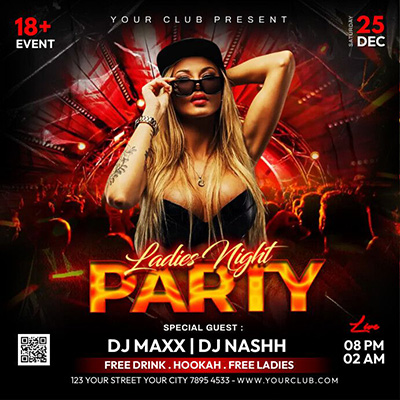 YOUR CLUB PRESENT
18+
EVENT
SATURDAY
25
DEC
Ladies Night
PARTY
SPECIAL GUEST :
DJ MAXX | DJ NASHH
Live
08 PM
02 AM
FREE DRINK . HOOKAH . FREE LADIES
123 YOUR STREET YOUR CITY 7895 4533 - WWW.YOURCLUB.COM